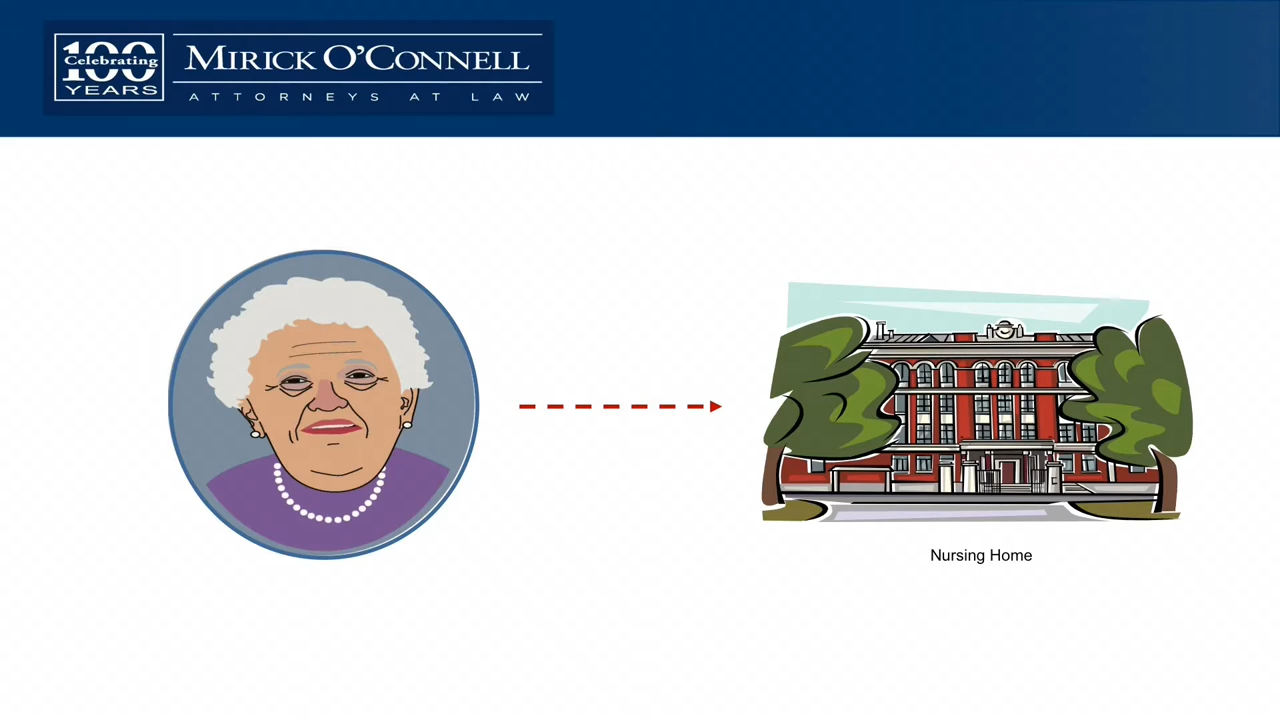 100
Celebrating
YEARS
MIRICK O'CONNELL
ATTORNEYS AT LAW
Nursing Home